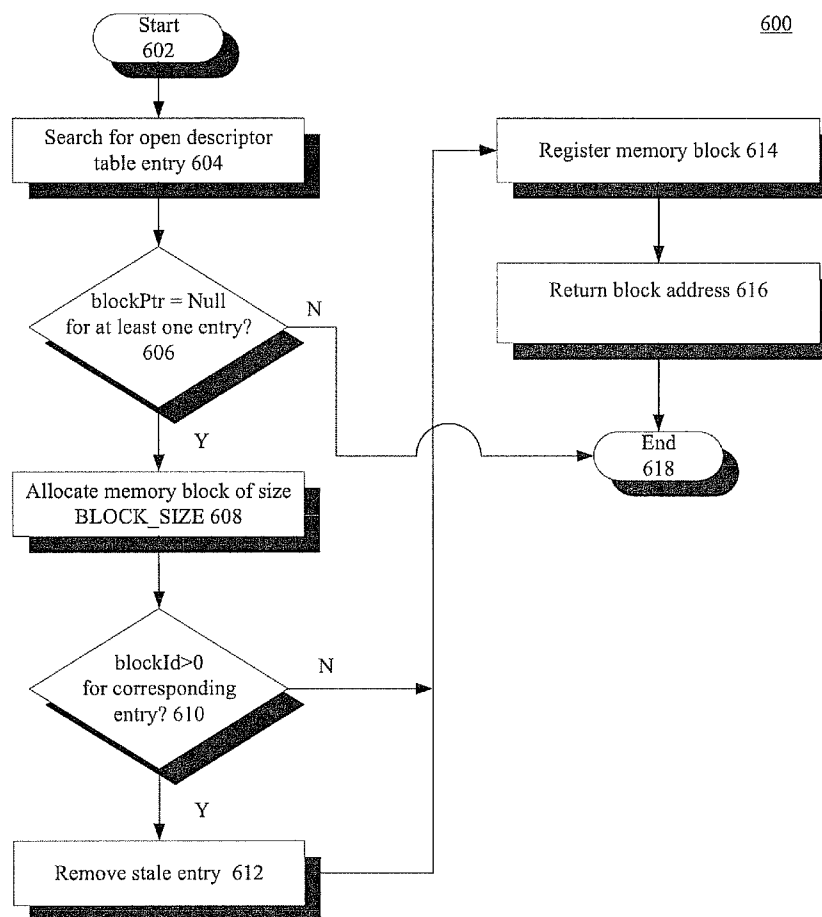 600
Start
602
Search for open descriptor
table entry 604
blockPtr = Null
for at least one entry?
606
N
Y
Allocate memory block of size
BLOCK_SIZE 608
blockId>0
for corresponding
entry? 610
N
Y
Remove stale entry 612
Register memory block 614
Return block address 616
End
618